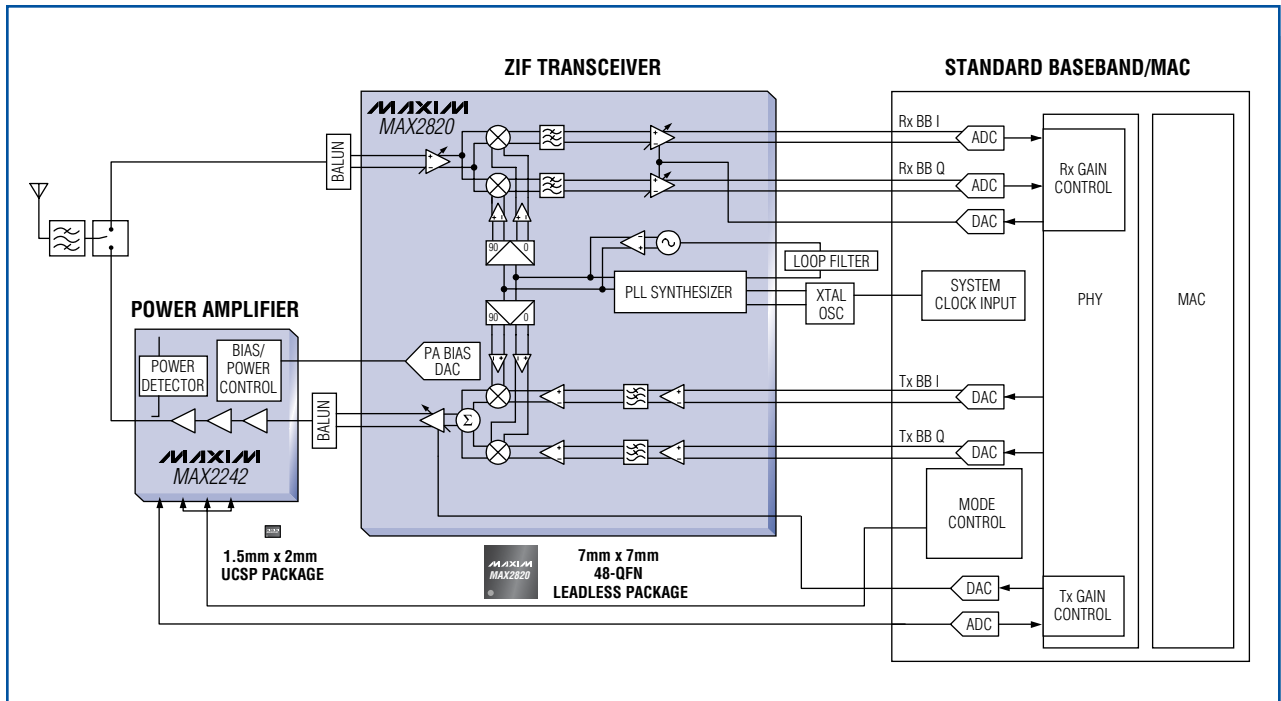 ZIF TRANSCEIVER
STANDARD BASEBAND/MAC
MAXIM
MAX2820
BALUN
+
−
+
−
+
−
Rx BB I
ADC
Rx BB Q
ADC
DAC
Rx GAIN
CONTROL
90
0
−
+
LOOP FILTER
PLL SYNTHESIZER
XTAL
OSC
SYSTEM
CLOCK INPUT
PHY
MAC
90
0
POWER AMPLIFIER
POWER
DETECTOR
BIAS/
POWER
CONTROL
PA BIAS
DAC
BALUN
Σ
+
−
+
−
Tx BB I
DAC
+
−
+
−
Tx BB Q
DAC
MAXIM
MAX2242
MODE
CONTROL
1.5mm x 2mm
UCSP PACKAGE
MAXIM
MAX2820
7mm x 7mm
48-QFN
LEADLESS PACKAGE
DAC
ADC
Tx GAIN
CONTROL